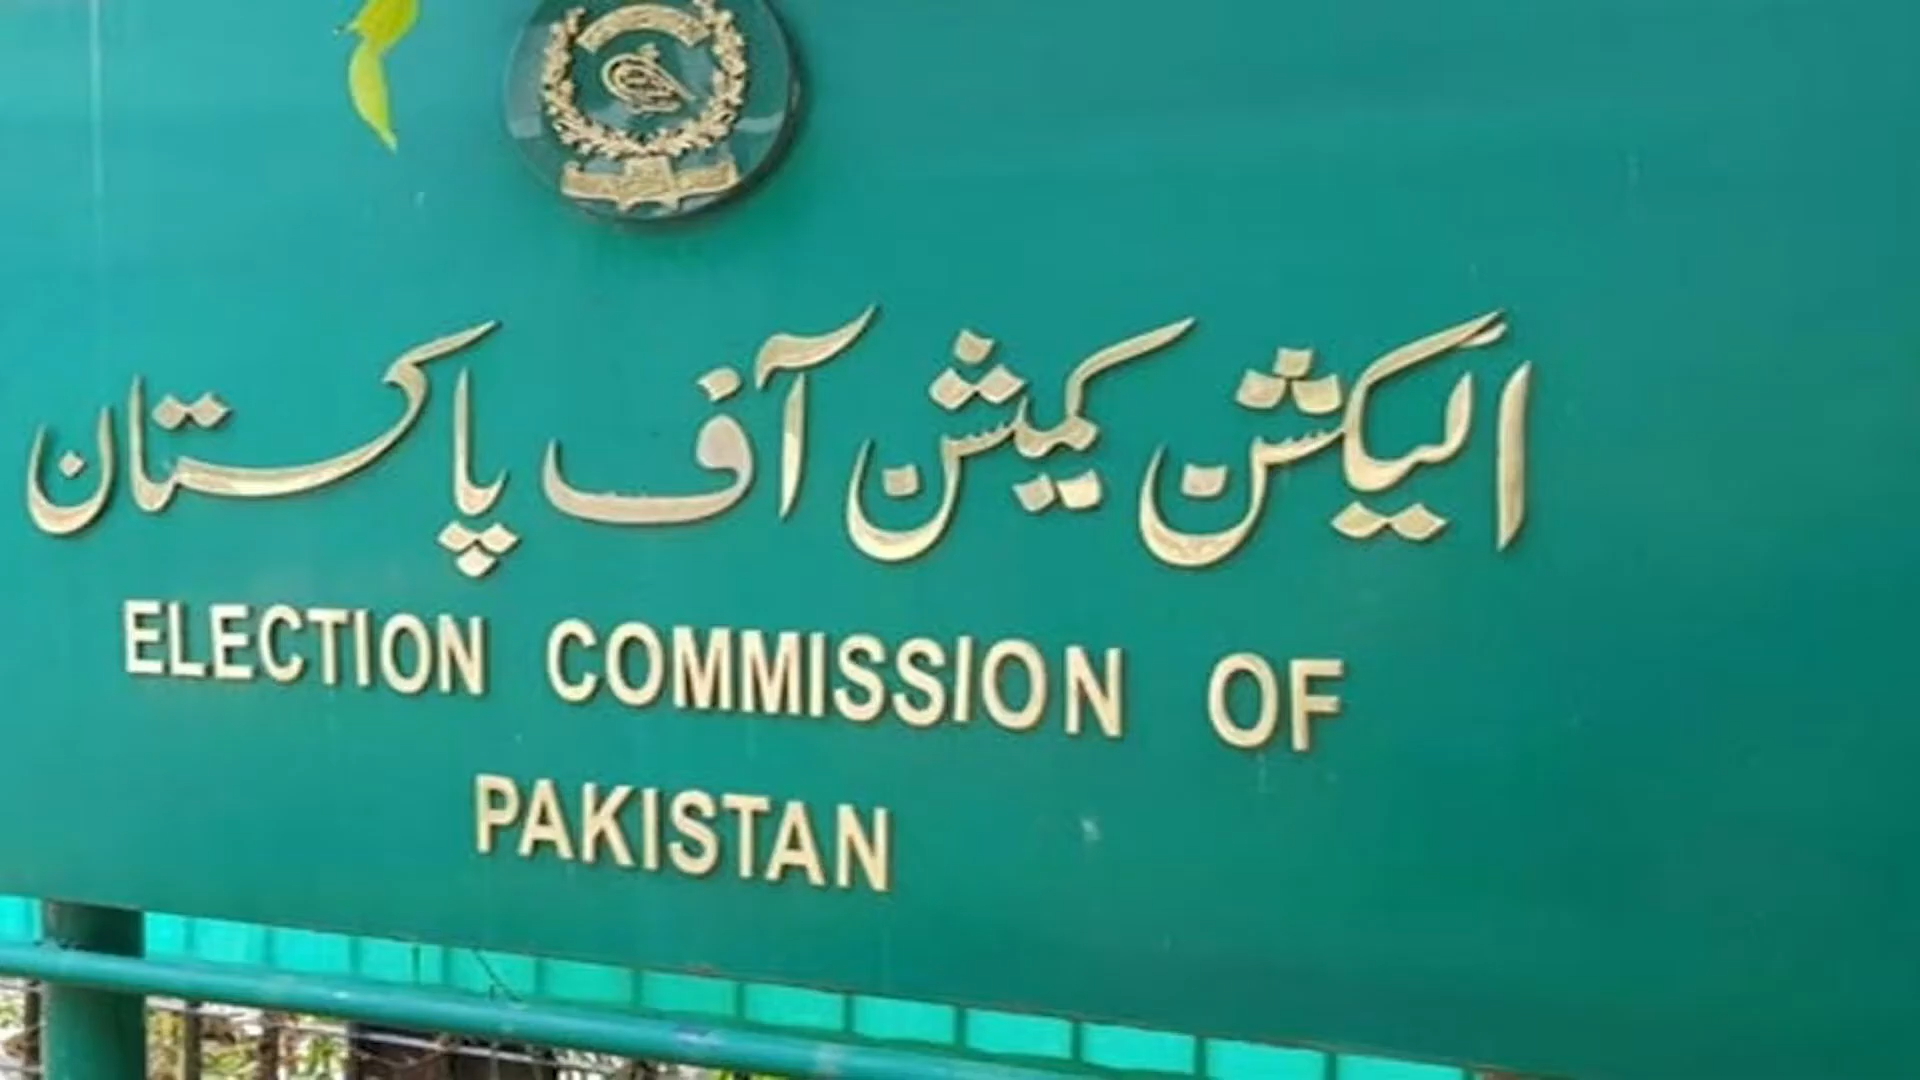 الیکشن کمیشن آف پاکستان
ELECTION COMMISSION OF
PAKISTAN